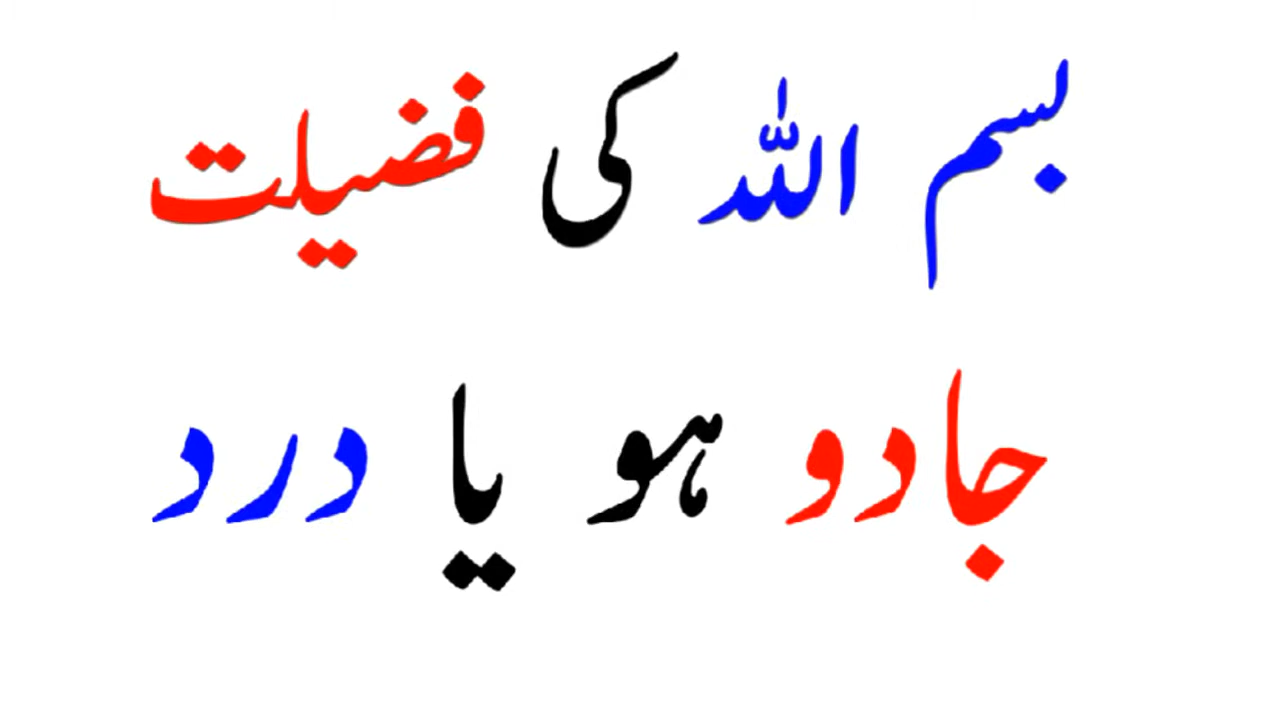 بسم اللہ کی فضیلت
جادو ہو یا درد